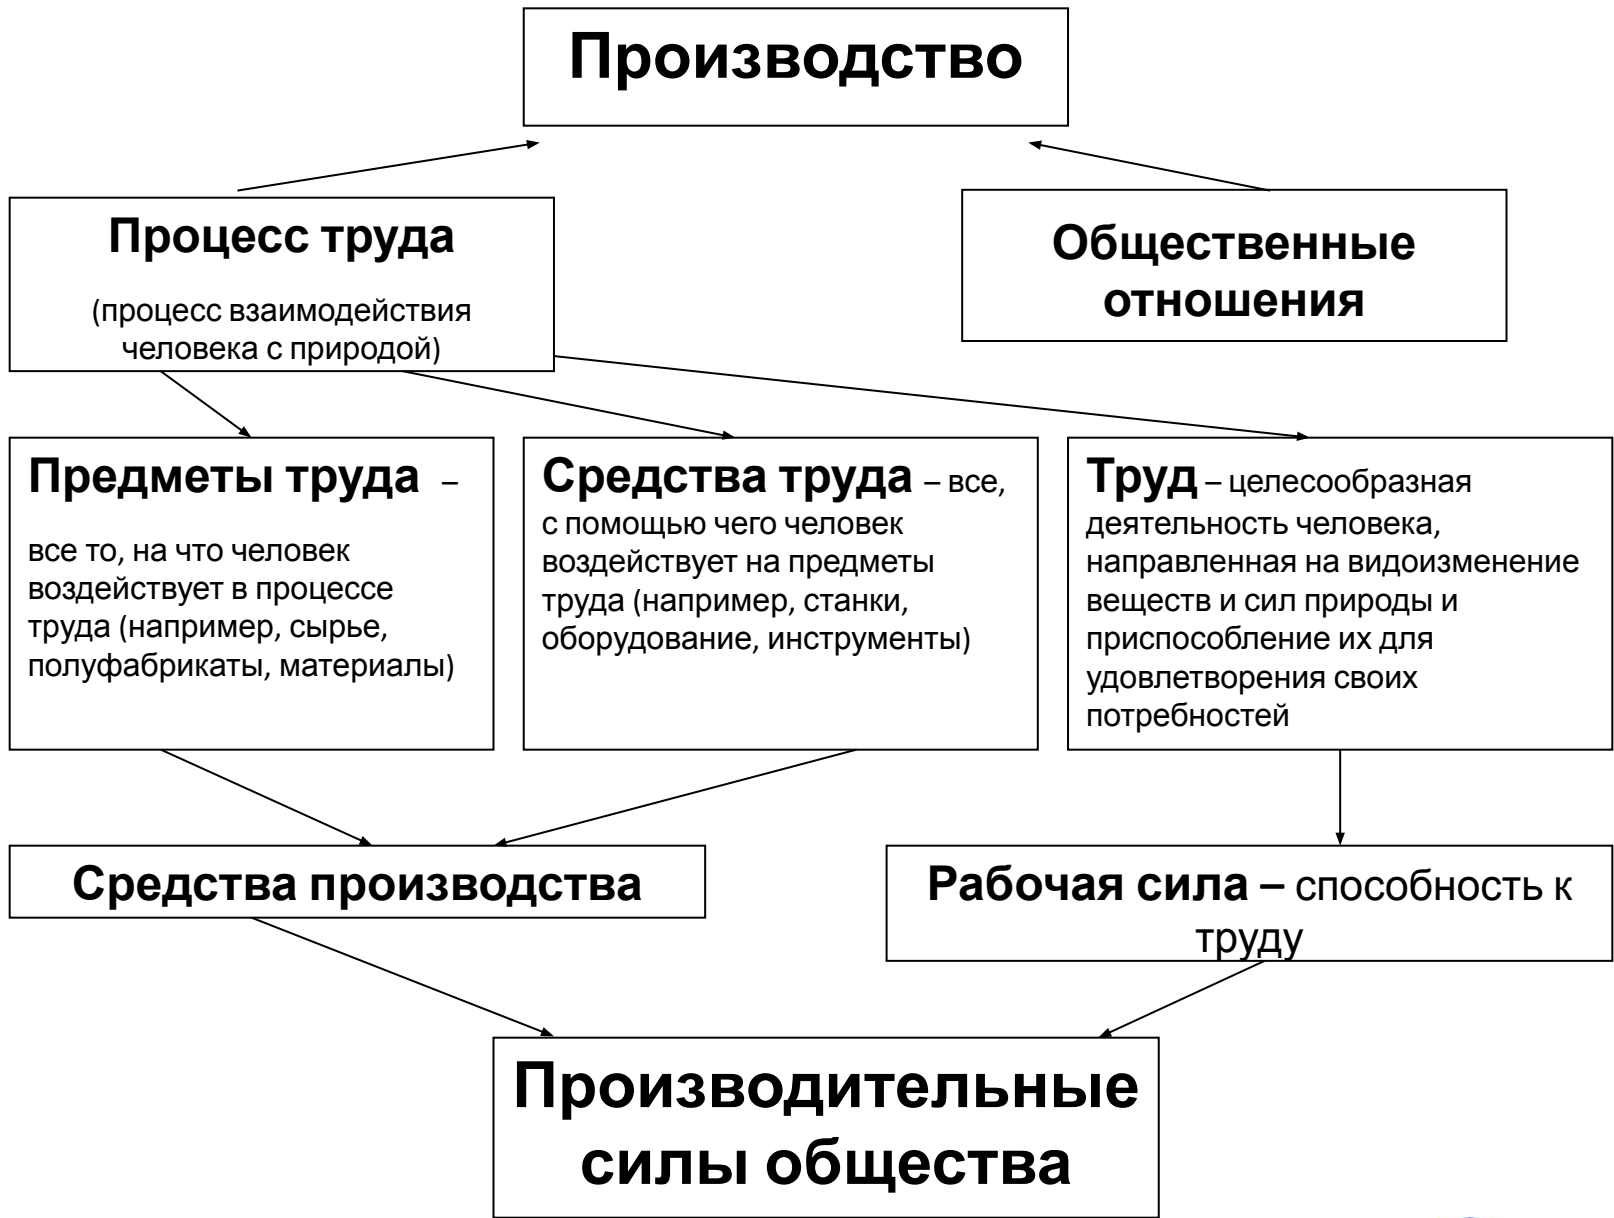 Производство
Процесс труда
(процесс взаимодействия
человека с природой)
Общественные
отношения
Предметы труда –
все то, на что человек
воздействует в процессе
труда (например, сырье,
полуфабрикаты, материалы)
Средства труда – все,
с помощью чего человек
воздействует на предметы
труда (например, станки,
оборудование, инструменты)
Труд – целесообразная
деятельность человека,
направленная на видоизменение
веществ и сил природы и
приспособление их для
удовлетворения своих
потребностей
Средства производства
Рабочая сила – способность к
труду
Производительные
силы общества